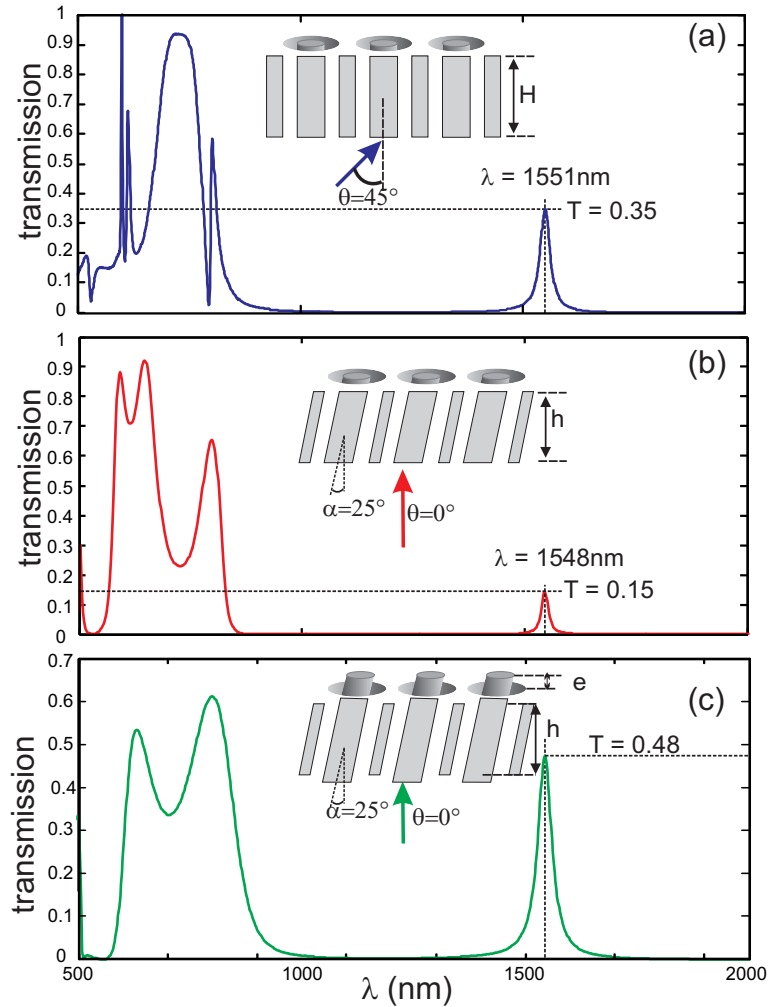 (a)
transmission
1
0.9
0.8
0.7
0.6
0.5
0.4
0.3
0.2
0.1
0
H
θ=45°
λ = 1551nm
T = 0.35
(b)
transmission
1
0.9
0.8
0.7
0.6
0.5
0.4
0.3
0.2
0.1
0
h
α=25°
θ=0°
λ = 1548nm
T = 0.15
(c)
transmission
0.7
0.6
0.5
0.4
0.3
0.2
0.1
0
e
h
α=25°
θ=0°
T = 0.48
500 1000 1500 2000
λ (nm)